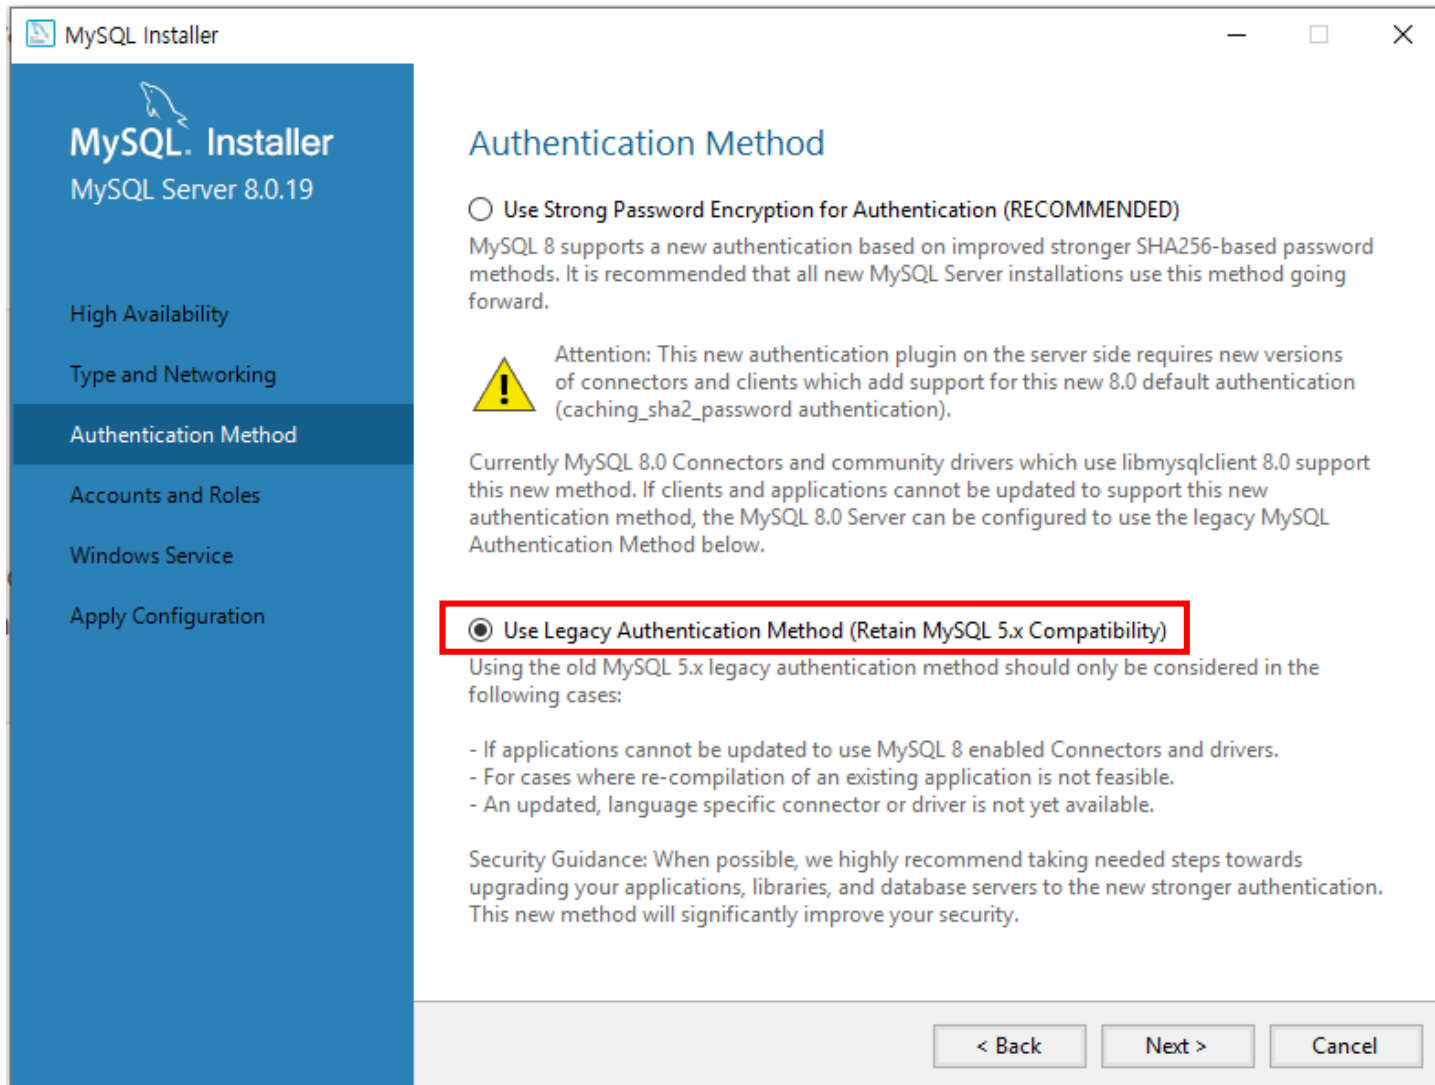 MySQL Installer
MySQL. Installer
MySQL Server 8.0.19
High Availability
Type and Networking
Authentication Method
Accounts and Roles
Windows Service
Apply Configuration
Authentication Method
Use Strong Password Encryption for Authentication (RECOMMENDED)
MySQL 8 supports a new authentication based on improved stronger SHA256-based password
methods. It is recommended that all new MySQL Server installations use this method going
forward.
Attention: This new authentication plugin on the server side requires new versions
of connectors and clients which add support for this new 8.0 default authentication
(caching_sha2_password authentication).
Currently MySQL 8.0 Connectors and community drivers which use libmysqlclient 8.0 support
this new method. If clients and applications cannot be updated to support this new
authentication method, the MySQL 8.0 Server can be configured to use the legacy MySQL
Authentication Method below.
Use Legacy Authentication Method (Retain MySQL 5.x Compatibility)
Using the old MySQL 5.x legacy authentication method should only be considered in the
following cases:
- If applications cannot be updated to use MySQL 8 enabled Connectors and drivers.
- For cases where re-compilation of an existing application is not feasible.
- An updated, language specific connector or driver is not yet available.
Security Guidance: When possible, we highly recommend taking needed steps towards
upgrading your applications, libraries, and database servers to the new stronger authentication.
This new method will significantly improve your security.
< Back
Next >
Cancel